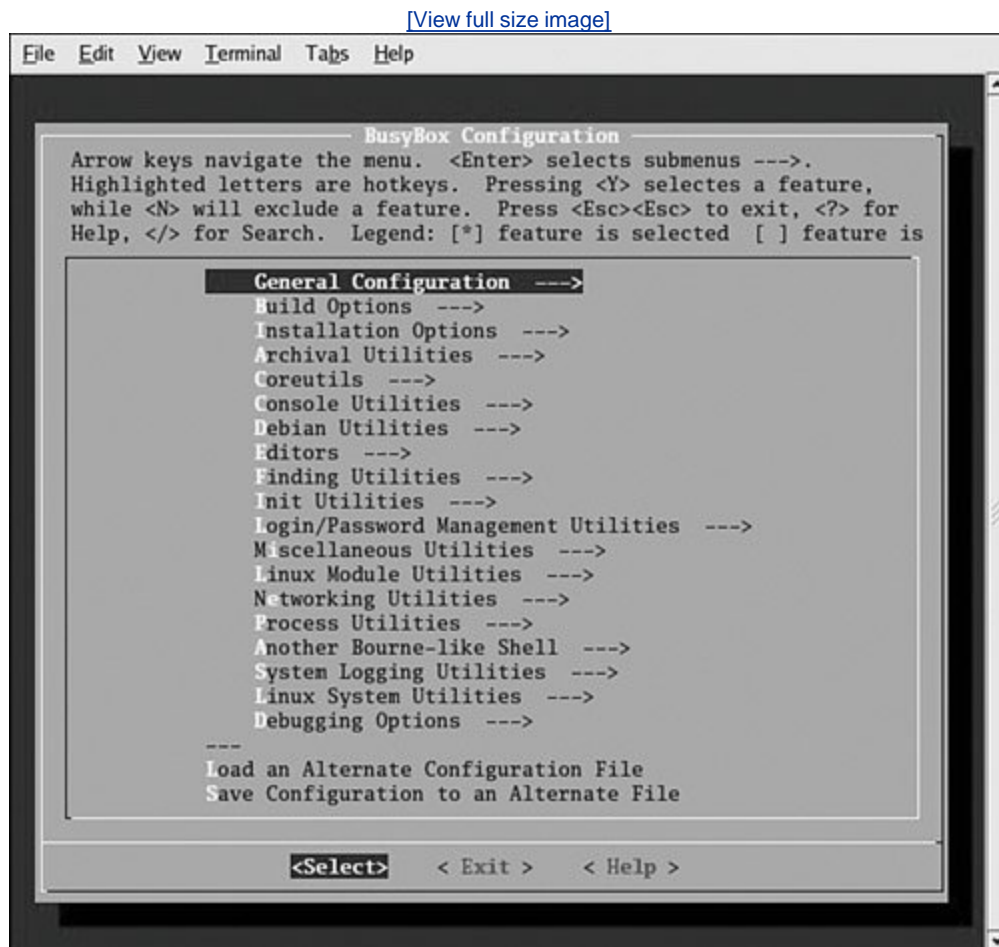 [View full size image]
File Edit View Terminal Tabs Help
BusyBox Configuration
Arrow keys navigate the menu. <Enter> selects submenus --->.
Highlighted letters are hotkeys. Pressing <Y> selectes a feature,
while <N> will exclude a feature. Press <Esc><Esc> to exit, <?> for
Help, </> for Search. Legend: [*] feature is selected [ ] feature is
General Configuration --->
Build Options --->
Installation Options --->
Archival Utilities --->
Coreutils --->
Console Utilities --->
Debian Utilities --->
Editors --->
Finding Utilities --->
Init Utilities --->
Login/Password Management Utilities --->
Miscellaneous Utilities --->
Linux Module Utilities --->
Networking Utilities --->
Process Utilities --->
Another Bourne-like Shell --->
System Logging Utilities --->
Linux System Utilities --->
Debugging Options --->
---
Load an Alternate Configuration File
Save Configuration to an Alternate File
<Select> < Exit > < Help >